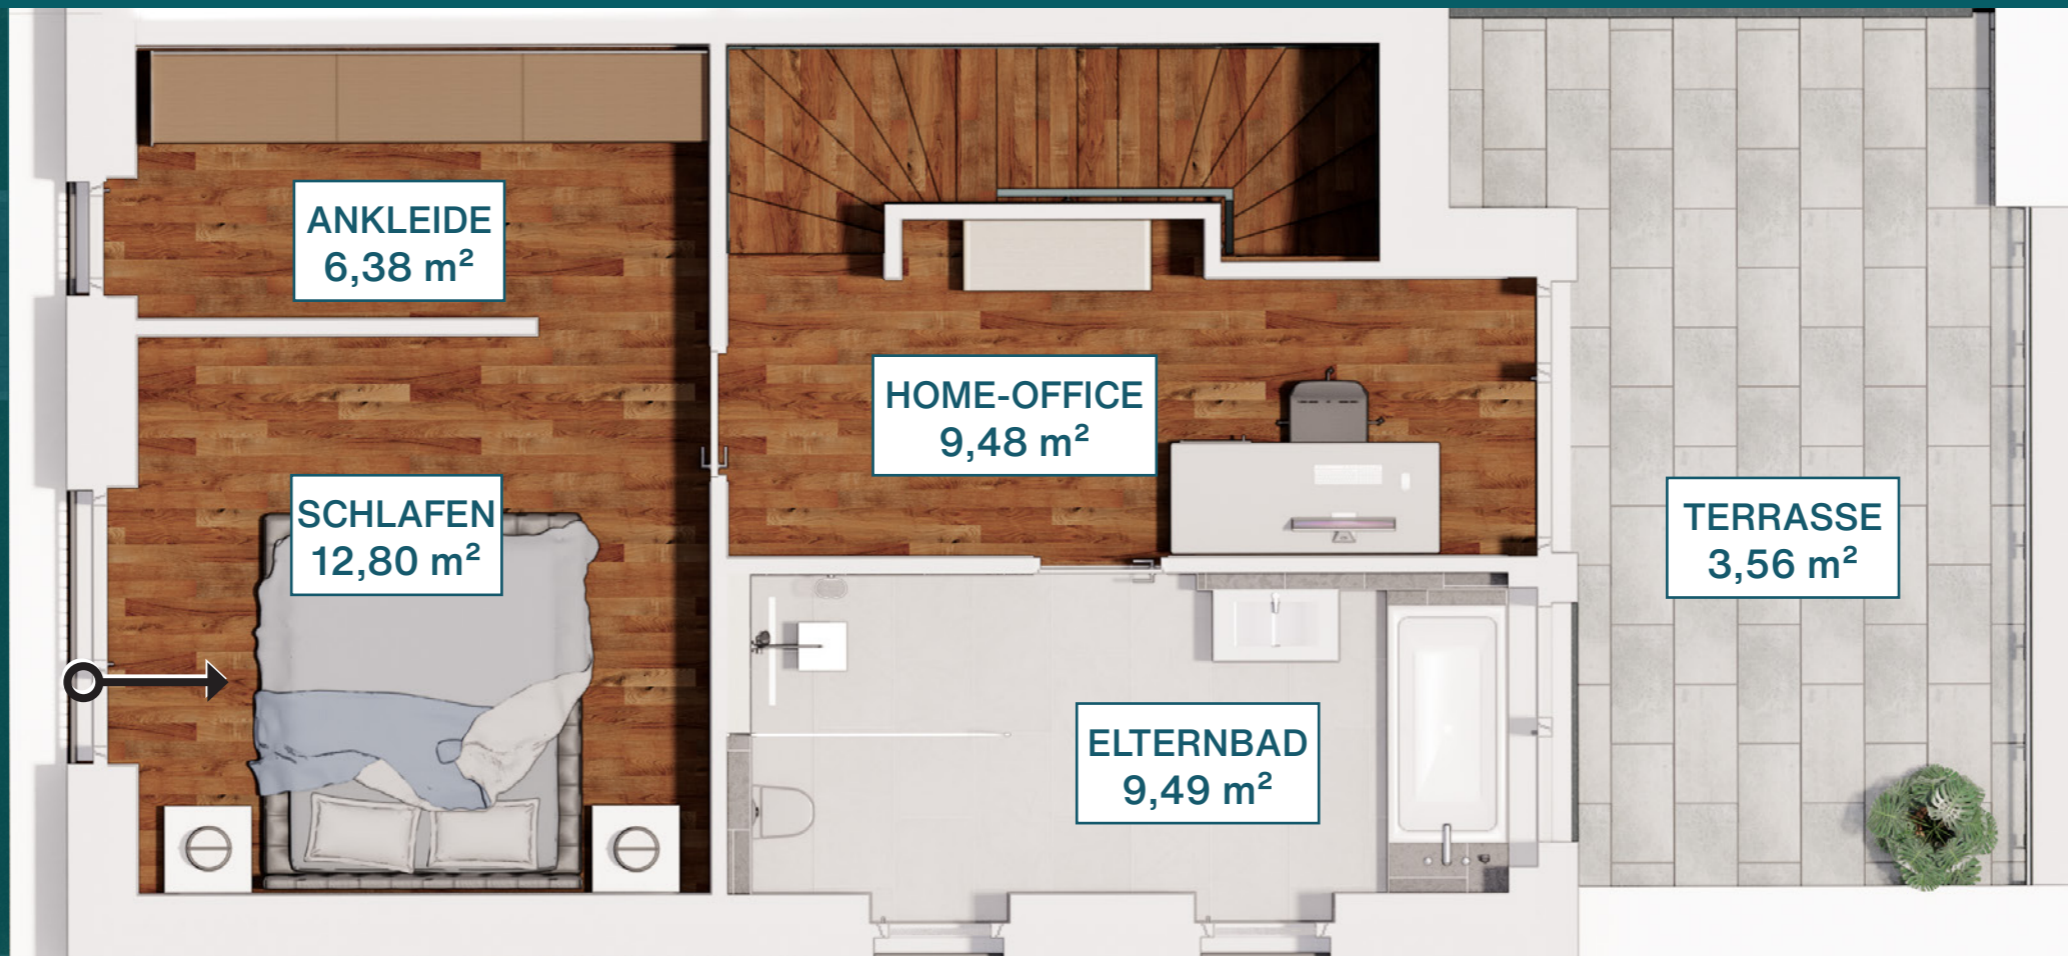 ANKLEIDE
6,38 m²
HOME-OFFICE
9,48 m²
SCHLAFEN
12,80 m²
TERRASSE
3,56 m²
ELTERNBAD
9,49 m²